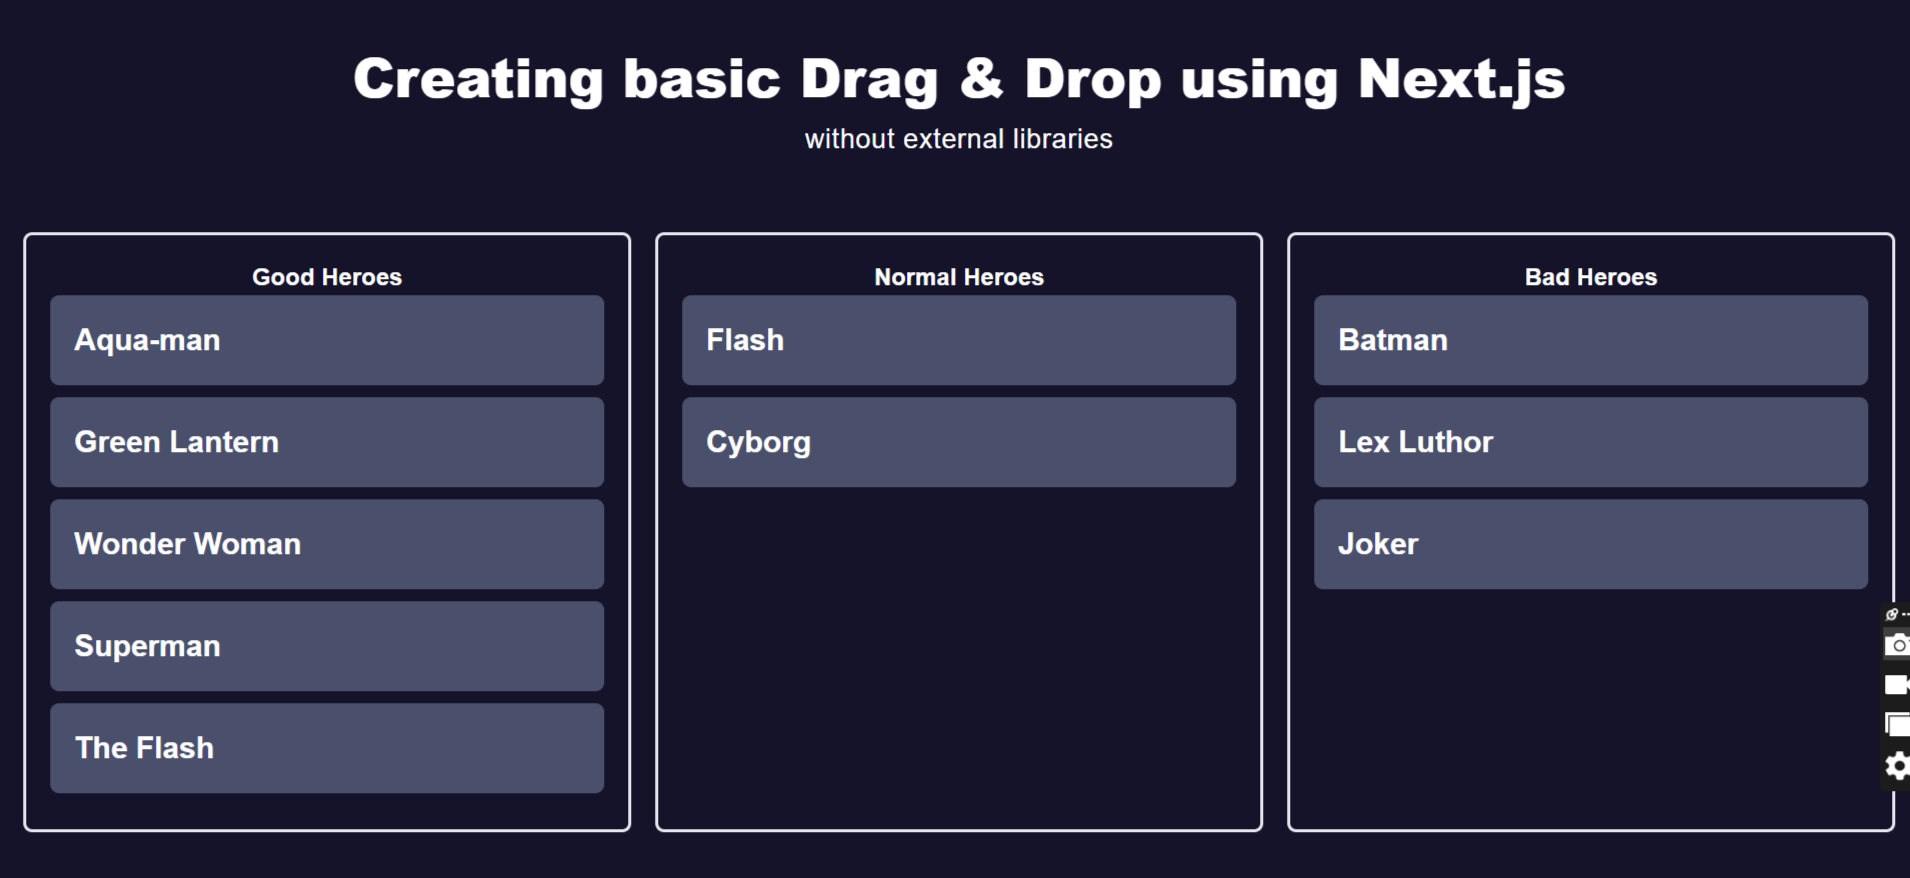 Creating basic Drag & Drop using Next.js
without external libraries
Good Heroes
Aqua-man
Green Lantern
Wonder Woman
Superman
The Flash
Normal Heroes
Flash
Cyborg
Bad Heroes
Batman
Lex Luthor
Joker